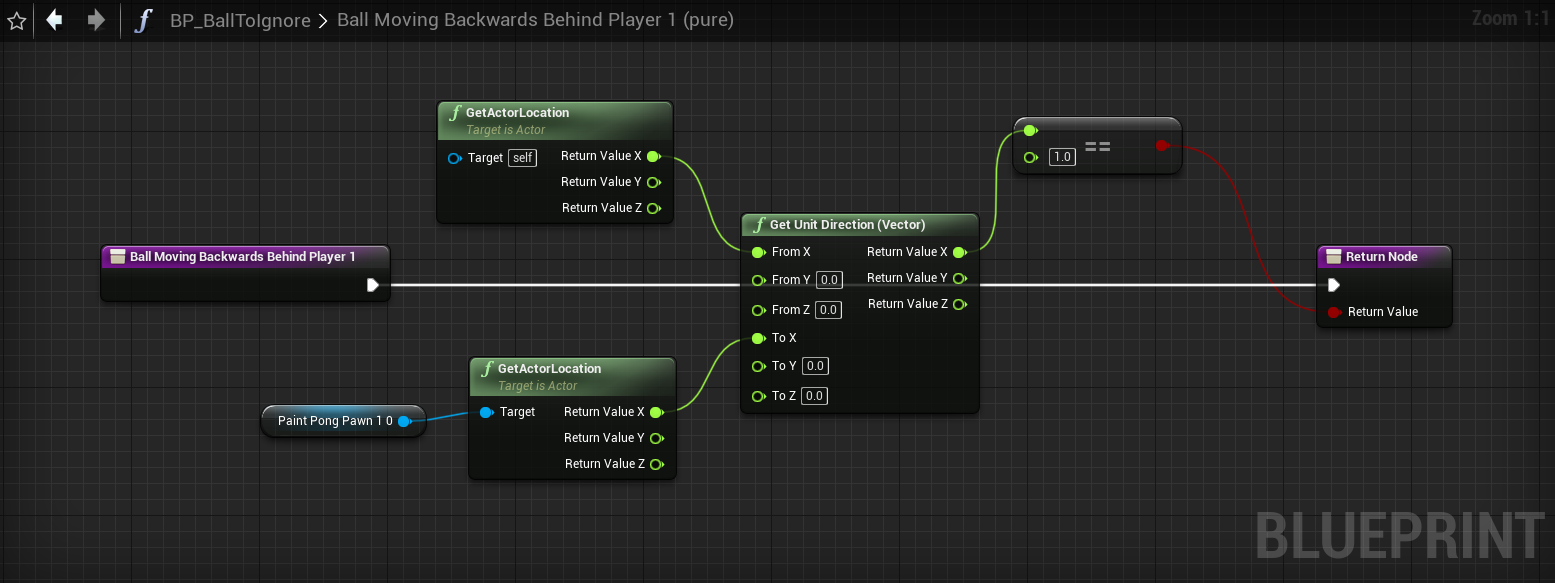 BP_BallToIgnore > Ball Moving Backwards Behind Player 1 (pure)
Zoom 1:1
f GetActorLocation
Target is Actor
Target self
Return Value X
Return Value Y
Return Value Z
==
1.0
f Get Unit Direction (Vector)
From X
From Y 0.0
From Z 0.0
To X
To Y 0.0
To Z 0.0
Return Value X
Return Value Y
Return Value Z
Ball Moving Backwards Behind Player 1
Return Node
Return Value
f GetActorLocation
Target is Actor
Target
Return Value X
Return Value Y
Return Value Z
Paint Pong Pawn 1 0
BLUEPRINT